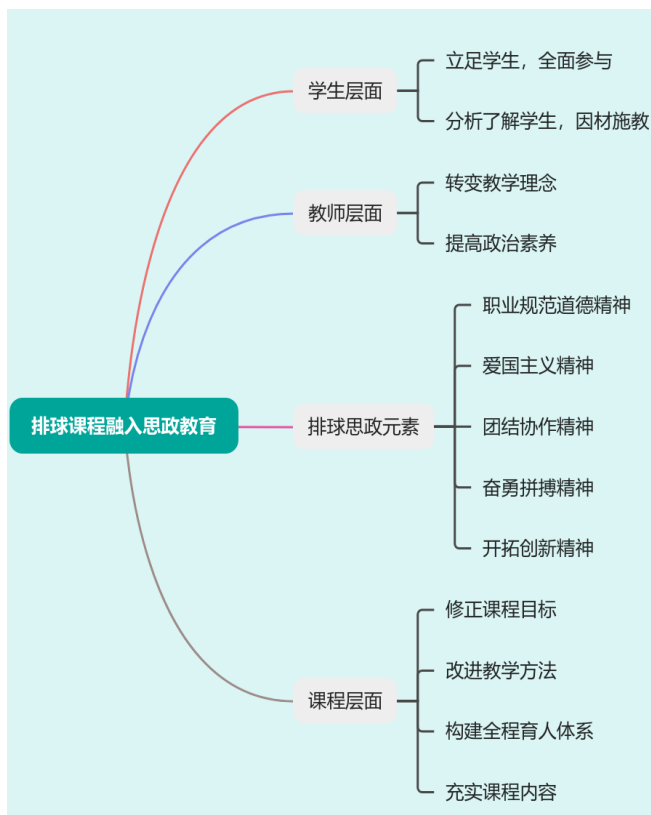 学生层面
立足学生，全面参与
分析了解学生，因材施教
教师层面
转变教学理念
提高政治素养
排球课程融入思政教育
排球思政元素
职业规范道德精神
爱国主义精神
团结协作精神
奋勇拼搏精神
开拓创新精神
课程层面
修正课程目标
改进教学方法
构建全程育人体系
充实课程内容